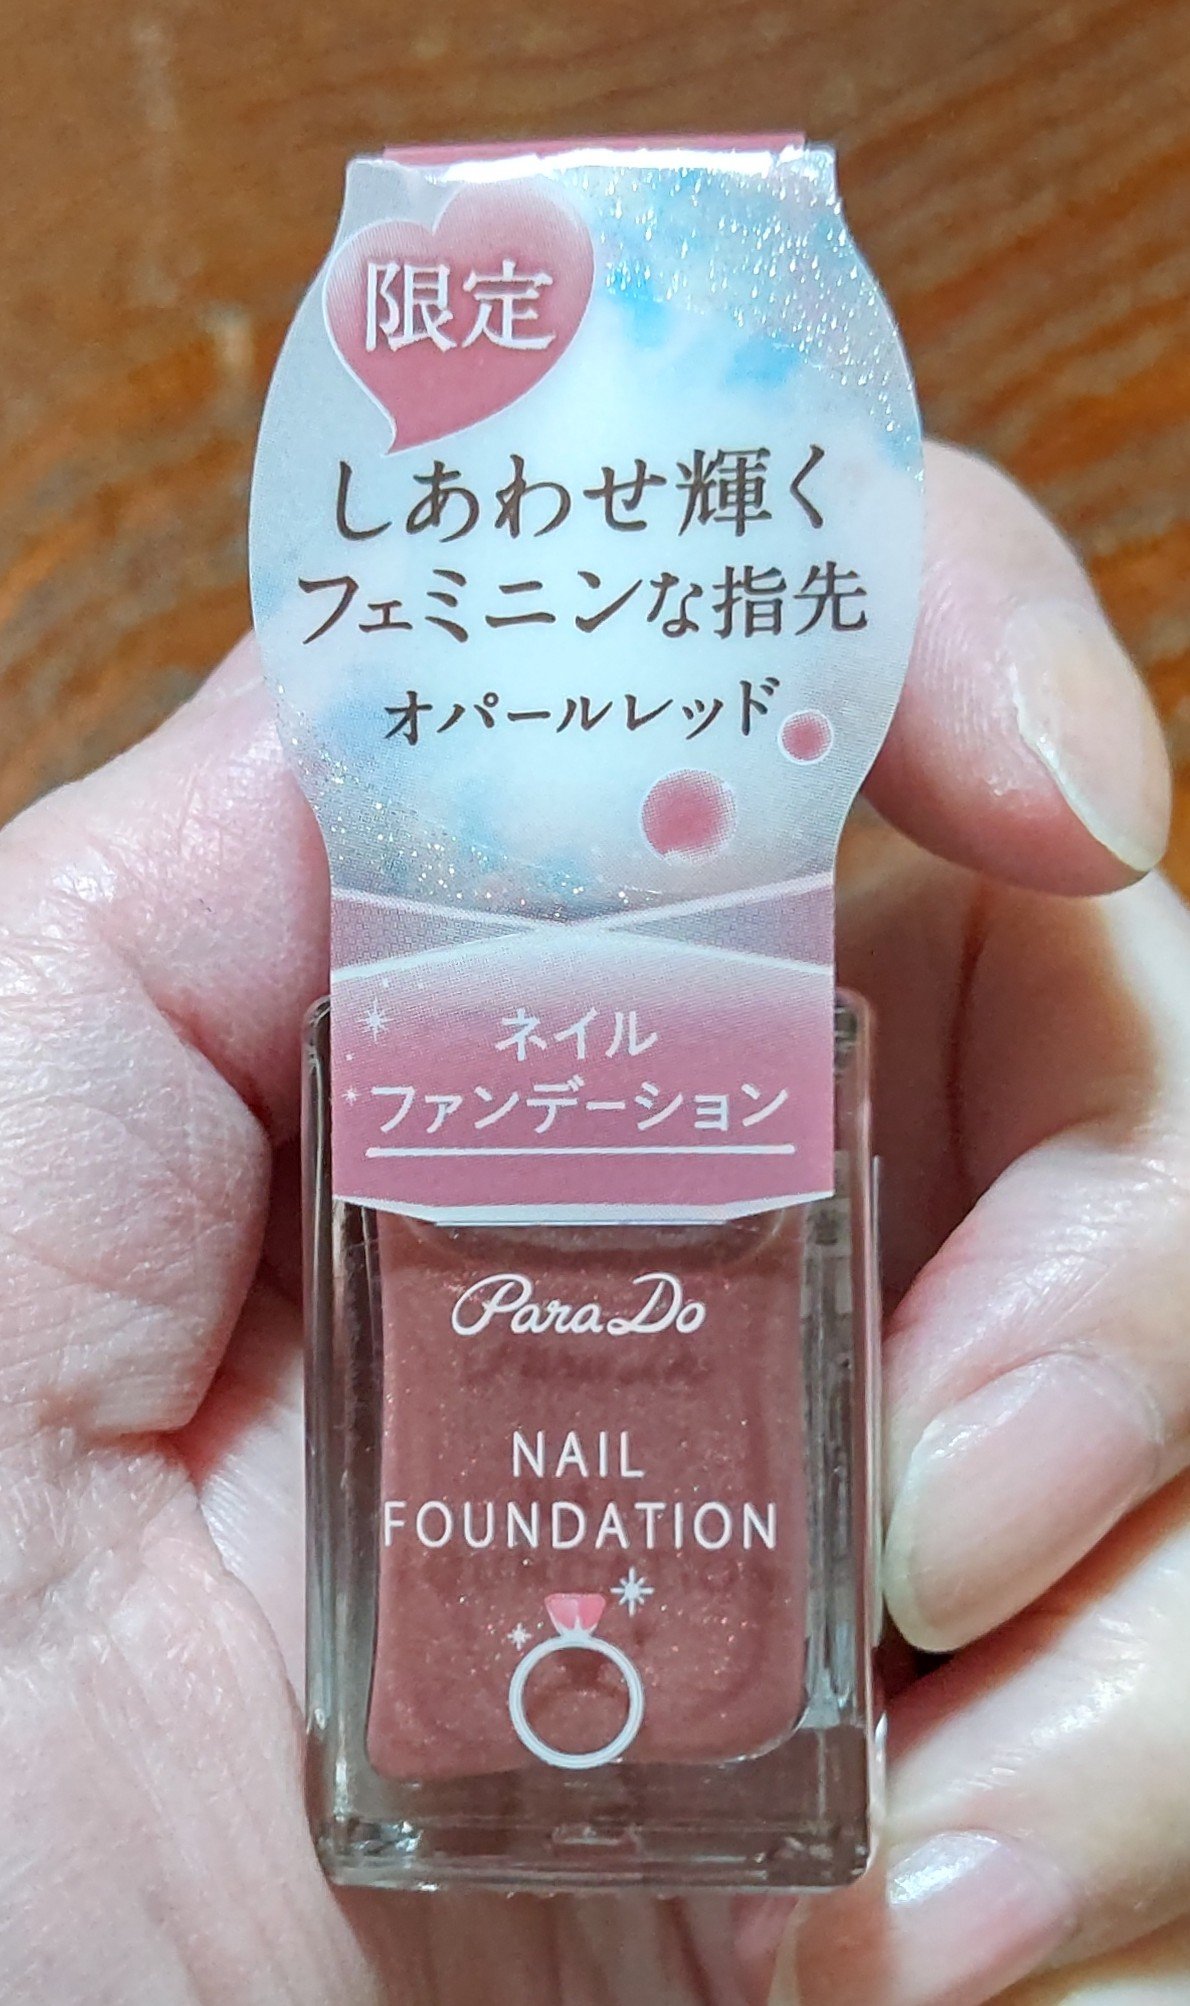 限定
しあわせ輝く
フェミニンな指先
オパールレッド
ネイル
ファンデーション
Para Do
NAIL
FOUNDATION